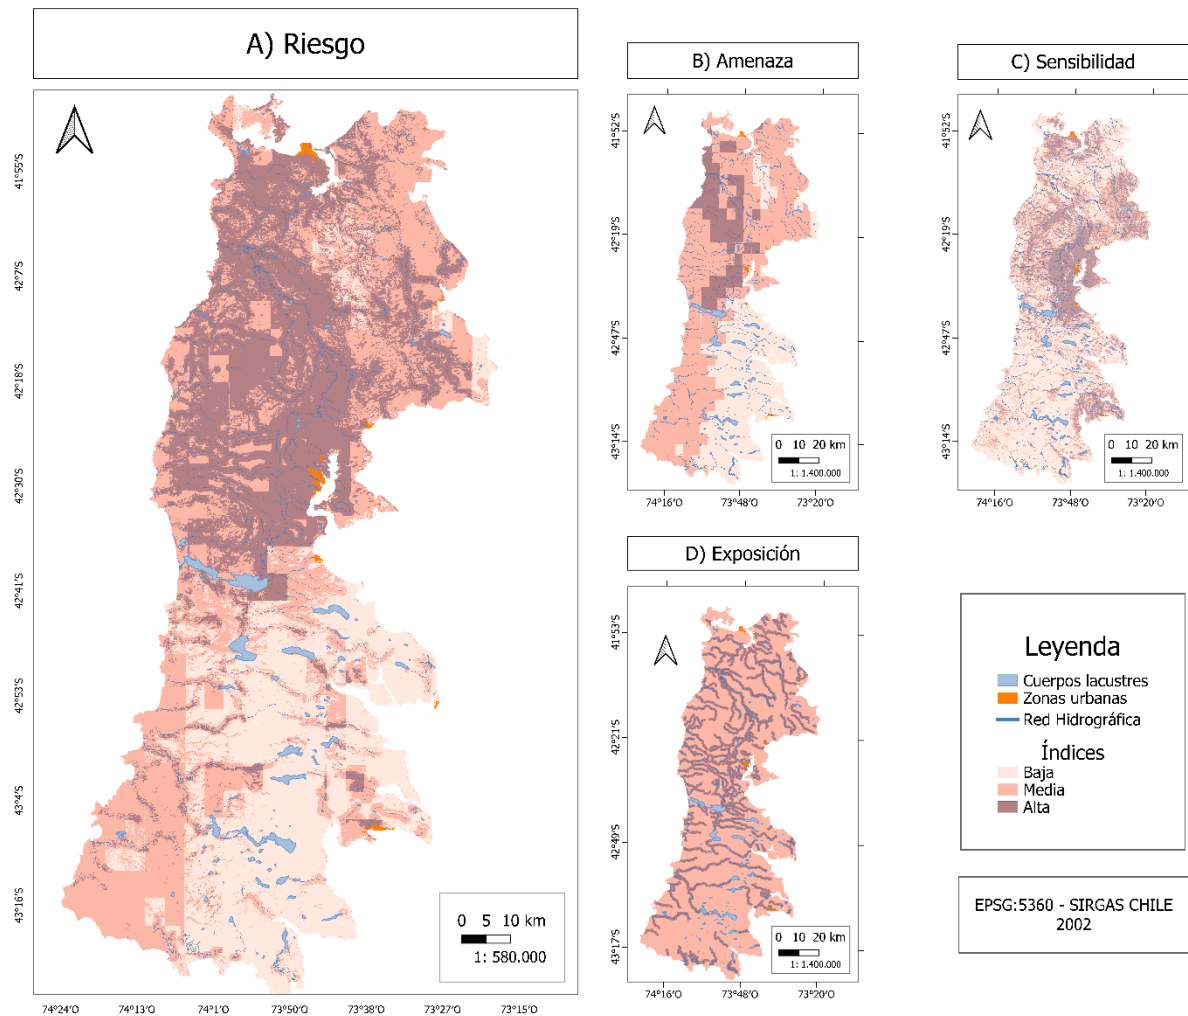 A) Riesgo
41°55'S
42°7'S
42°18'S
42°30'S
42°41'S
42°53'S
43°4'S
43°16'S
0 5 10 km
1: 580.000
74°24'O 74°13'O 74°1'O 73°50'O 73°38'O 73°27'O 73°15'O
B) Amenaza
41°52'S
42°19'S
42°47'S
43°14'S
0 10 20 km
1: 1.400.000
74°16'O 73°48'O 73°20'O
C) Sensibilidad
41°52'S
42°19'S
42°47'S
43°14'S
0 10 20 km
1: 1.400.000
74°16'O 73°48'O 73°20'O
D) Exposición
41°53'S
42°21'S
42°49'S
43°17'S
0 10 20 km
1: 1.400.000
74°16'O 73°48'O 73°20'O
Leyenda
Cuerpos lacustres
Zonas urbanas
Red Hidrográfica
Índices
Baja
Media
Alta
EPSG:5360 - SIRGAS CHILE
2002